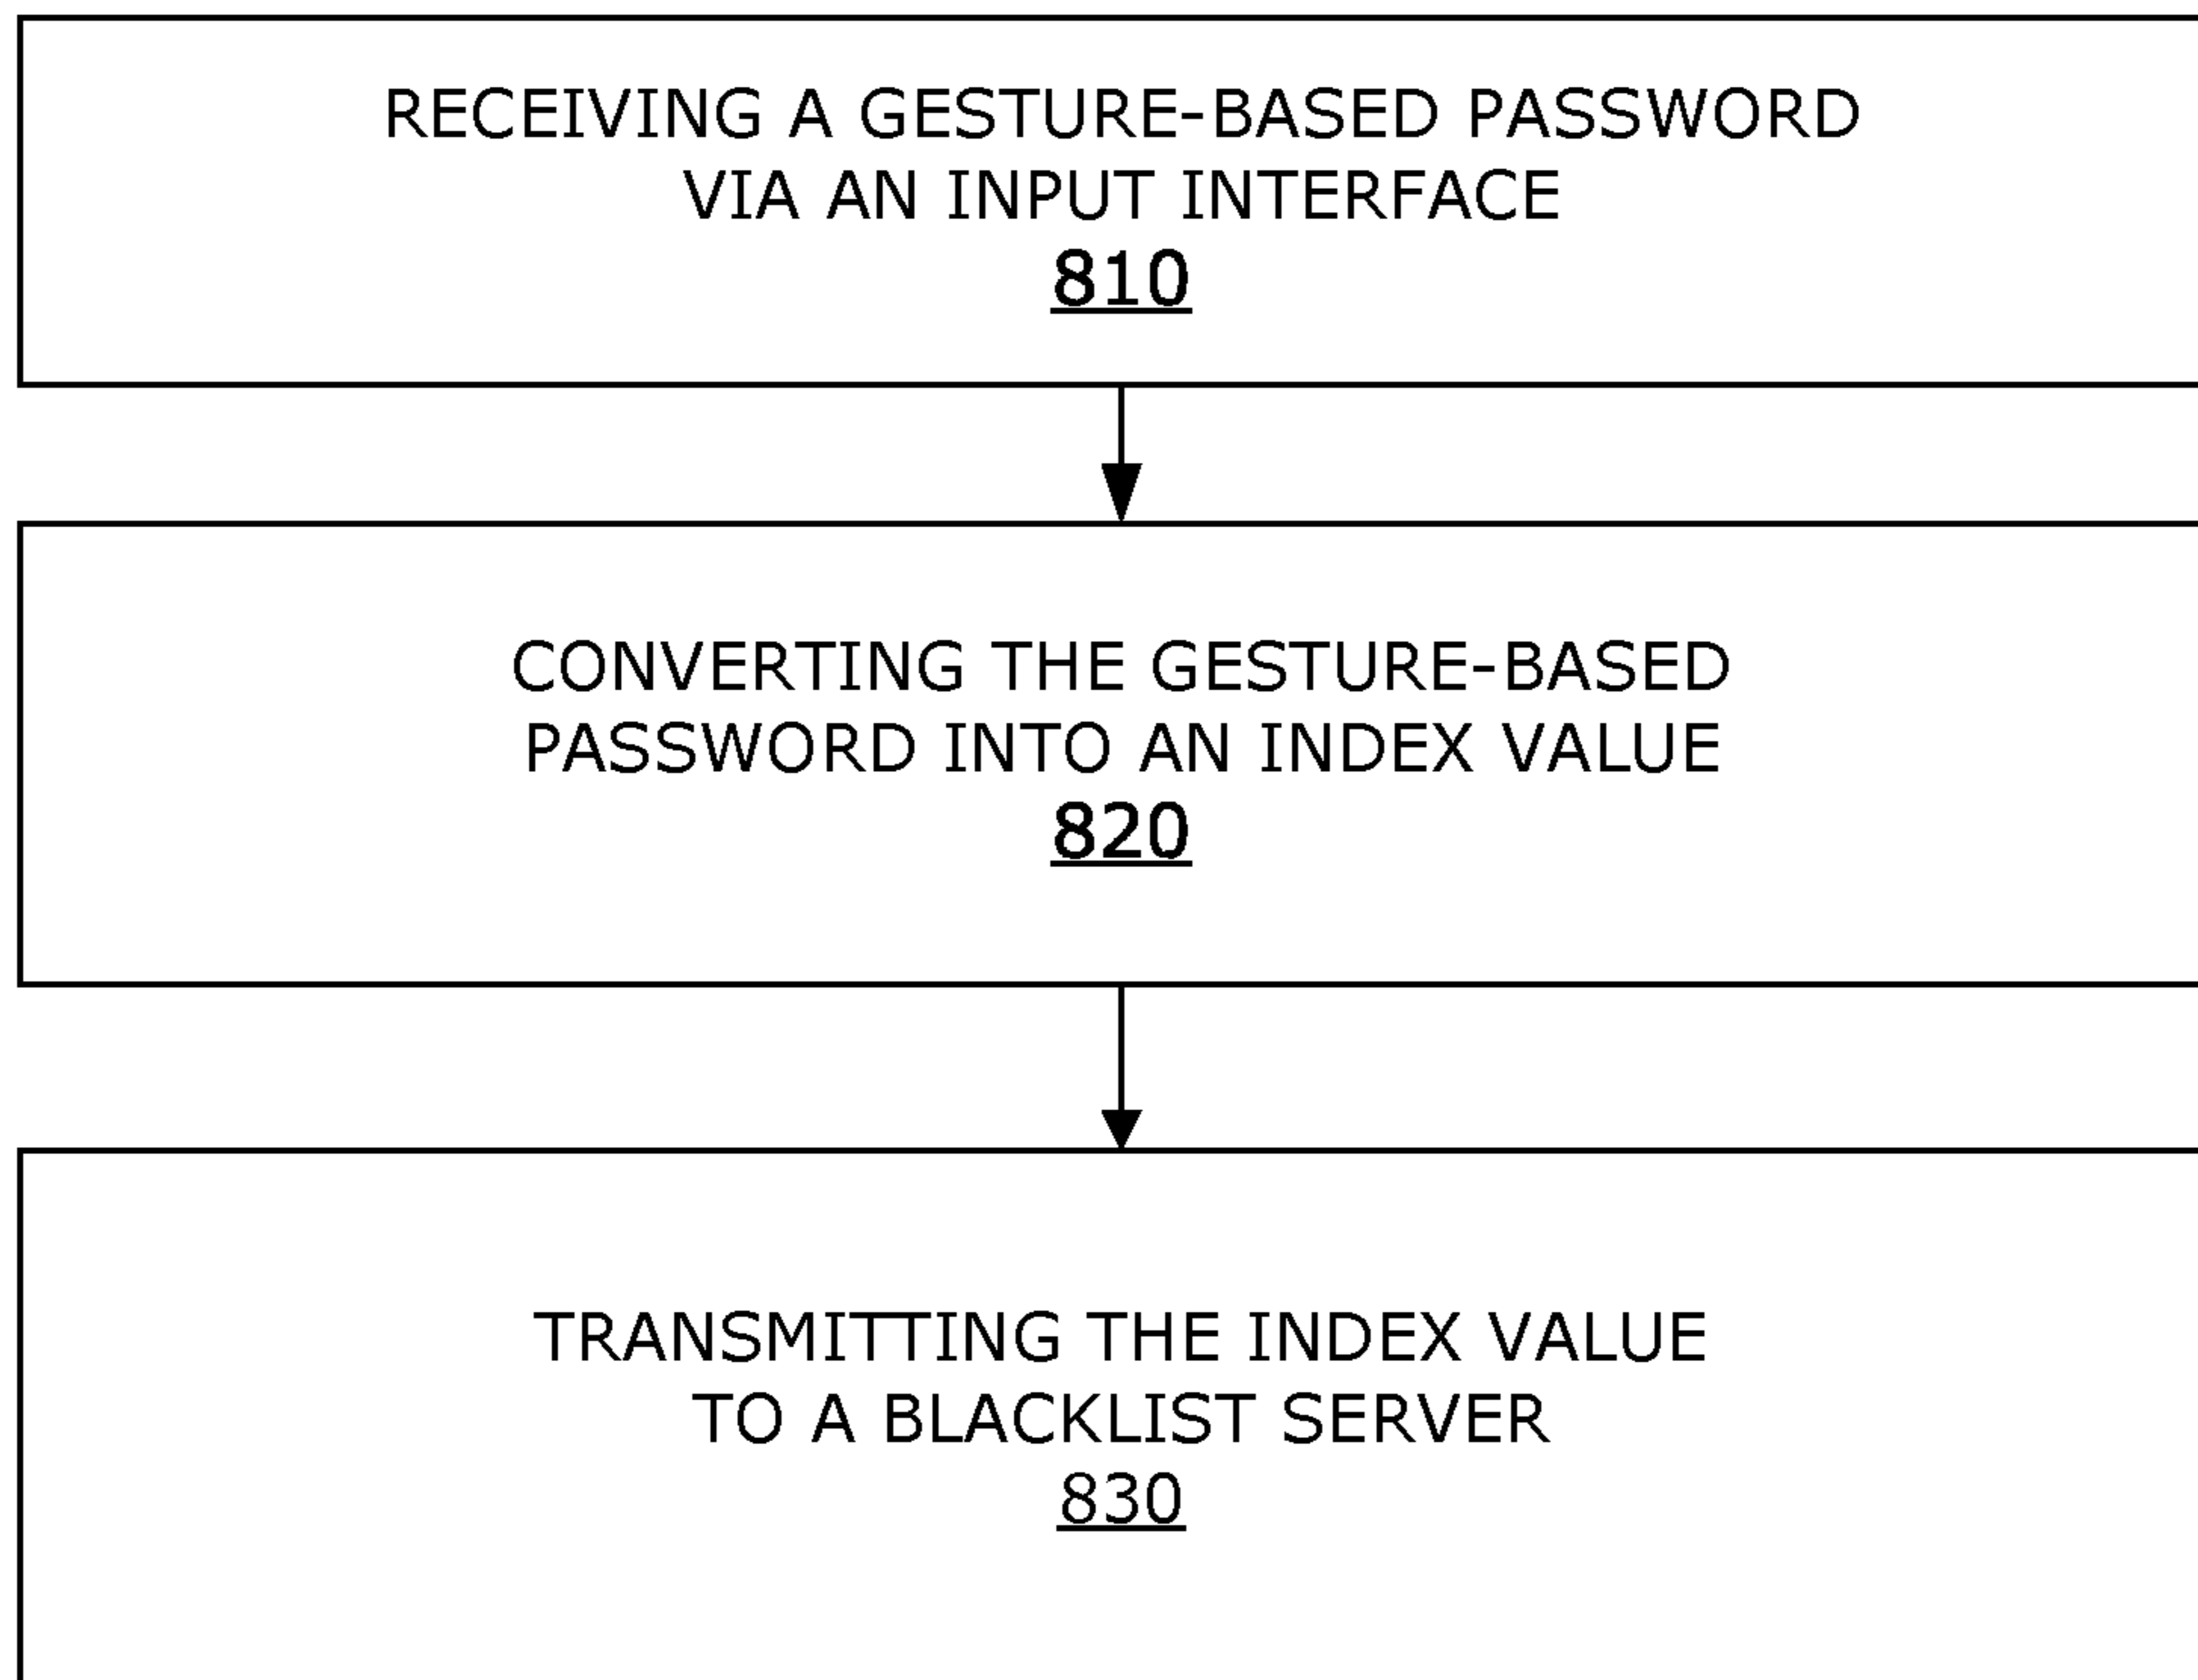 RECEIVING A GESTURE-BASED PASSWORD
VIA AN INPUT INTERFACE
810
CONVERTING THE GESTURE-BASED
PASSWORD INTO AN INDEX VALUE
820
TRANSMITTING THE INDEX VALUE
TO A BLACKLIST SERVER
830